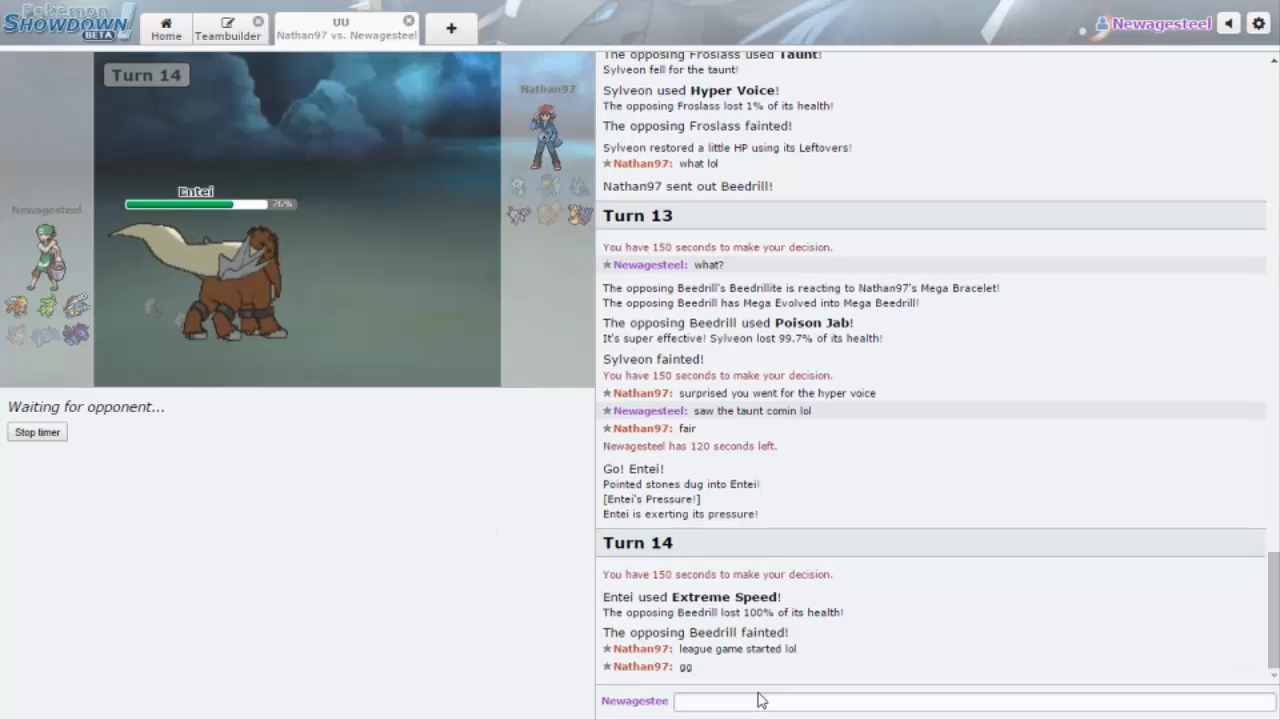 Pokémon
Showdown!
BETA
Home
Teambuilder
UU
Nathan97 vs. Newagesteel
+
Newagesteel
Turn 14
Nathan97
Entei
76%
Newagesteel
Waiting for opponent...
Stop timer
The opposing Froslass used Taunt!
Sylveon fell for the taunt!
Sylveon used Hyper Voice!
The opposing Froslass lost 1% of its health!
The opposing Froslass fainted!
Sylveon restored a little HP using its Leftovers!
★Nathan97: what lol
Nathan97 sent out Beedrill!
Turn 13
You have 150 seconds to make your decision.
★Newagesteel: what?
The opposing Beedrill's Beedrillite is reacting to Nathan97's Mega Bracelet!
The opposing Beedrill has Mega Evolved into Mega Beedrill!
The opposing Beedrill used Poison Jab!
It's super effective! Sylveon lost 99.7% of its health!
Sylveon fainted!
You have 150 seconds to make your decision.
★Nathan97: surprised you went for the hyper voice
★Newagesteel: saw the taunt comin lol
★Nathan97: fair
Newagesteel has 120 seconds left.
Go! Entei!
Pointed stones dug into Entei!
[Entei's Pressure!]
Entei is exerting its pressure!
Turn 14
You have 150 seconds to make your decision.
Entei used Extreme Speed!
The opposing Beedrill lost 100% of its health!
The opposing Beedrill fainted!
★Nathan97: league game started lol
★Nathan97: gg
Newagestee